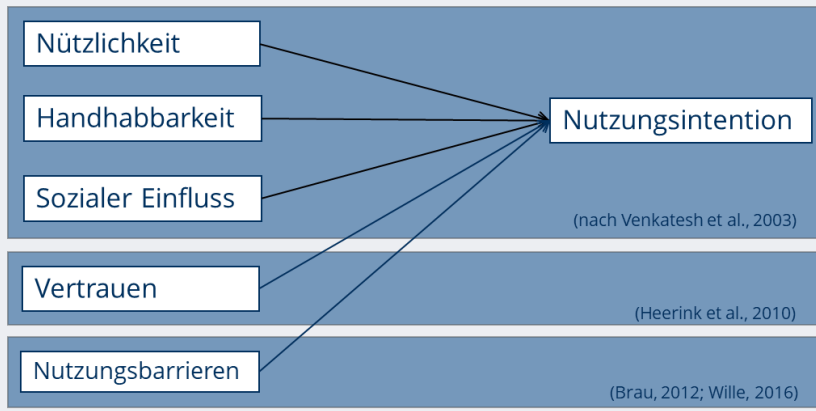 Nützlichkeit
Handhabbarkeit
Nutzungsintention
Sozialer Einfluss
(nach Venkatesh et al., 2003)
Vertrauen
(Heerink et al., 2010)
Nutzungsbarrieren
(Brau, 2012; Wille, 2016)